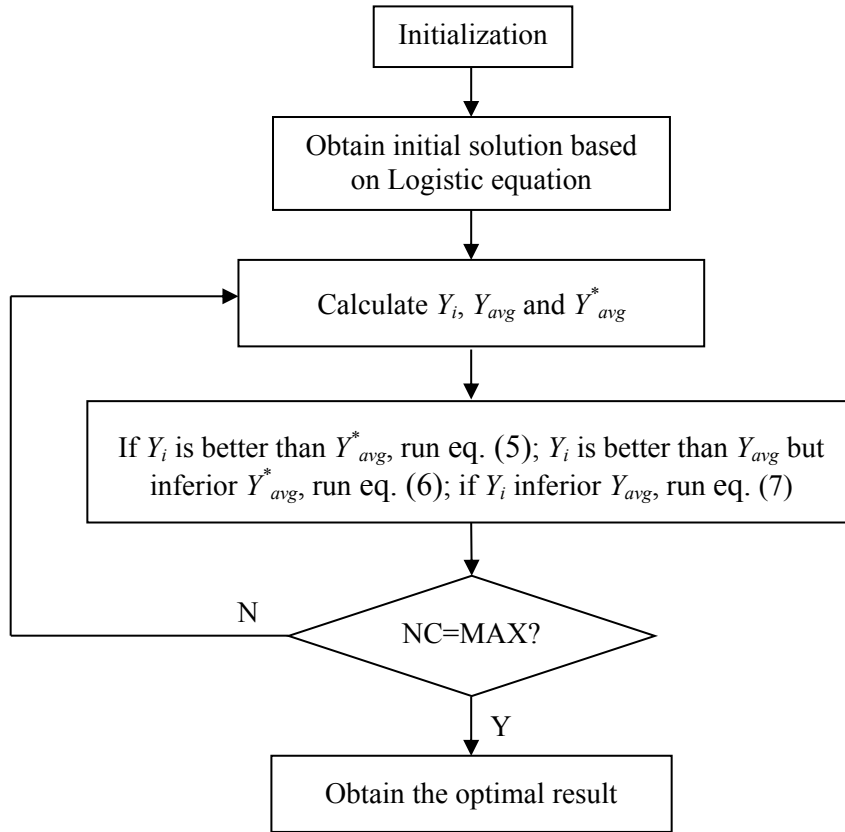 Initialization
Obtain initial solution based
on Logistic equation
Calculate Y_i, Y_avg and Y^*_avg
If Y_i is better than Y^*_avg, run eq. (5); Y_i is better than Y_avg but
inferior Y^*_avg, run eq. (6); if Y_i inferior Y_avg, run eq. (7)
N
NC=MAX?
Y
Obtain the optimal result